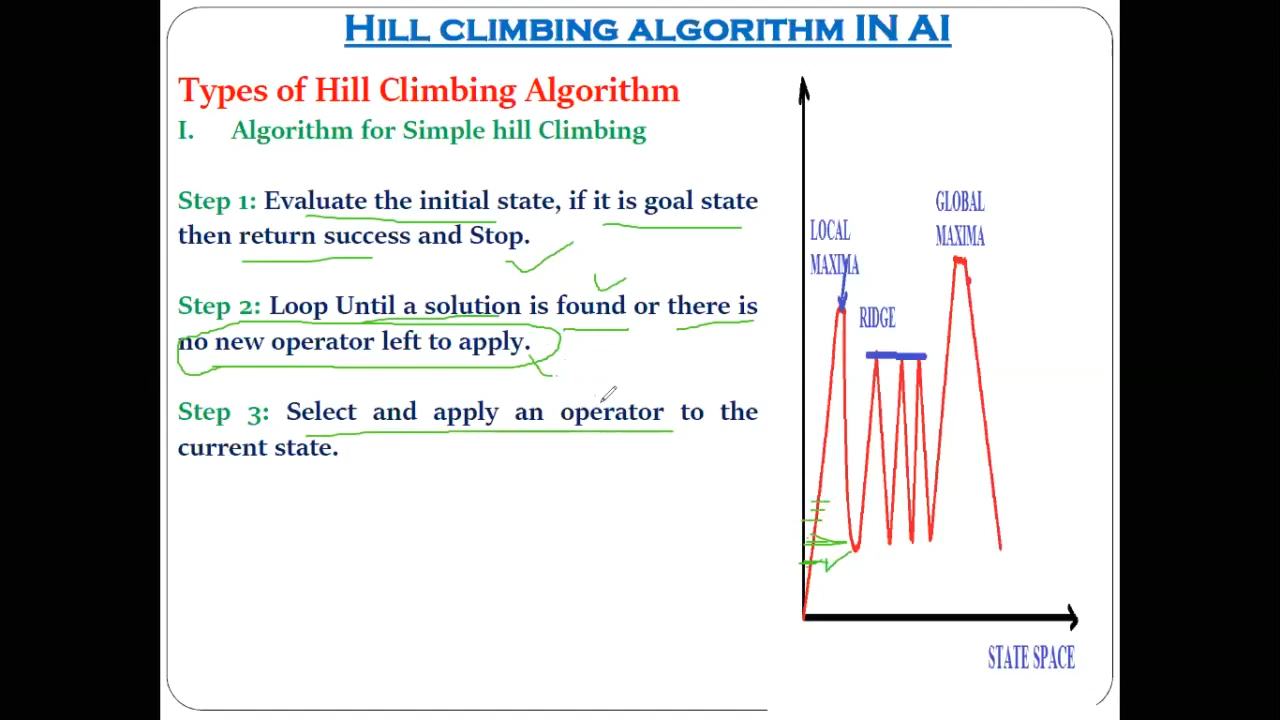 HILL CLIMBING ALGORITHM IN AI
Types of Hill Climbing Algorithm
I. Algorithm for Simple hill Climbing
Step 1: Evaluate the initial state, if it is goal state
then return success and Stop.
Step 2: Loop Until a solution is found or there is
no new operator left to apply.
Step 3: Select and apply an operator to the
current state.
GLOBAL
MAXIMA
LOCAL
MAXIMA
RIDGE
STATE SPACE